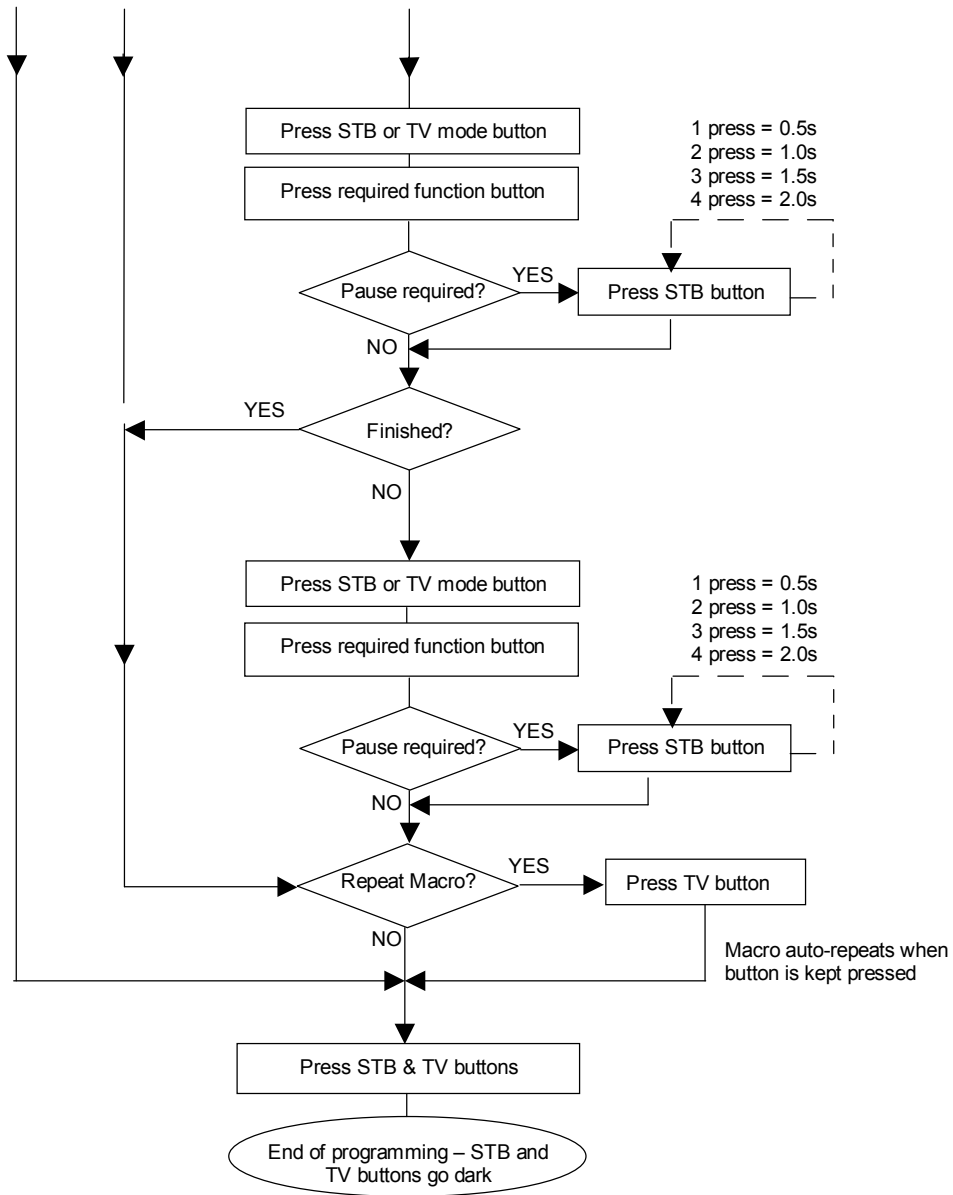 Press STB or TV mode button
1 press = 0.5s
2 press = 1.0s
3 press = 1.5s
4 press = 2.0s
Press required function button
Pause required?
YES
Press STB button
NO
YES
Finished?
NO
Press STB or TV mode button
1 press = 0.5s
2 press = 1.0s
3 press = 1.5s
4 press = 2.0s
Press required function button
Pause required?
YES
Press STB button
NO
Repeat Macro?
YES
Press TV button
NO
Macro auto-repeats when
button is kept pressed
Press STB & TV buttons
End of programming – STB and
TV buttons go dark